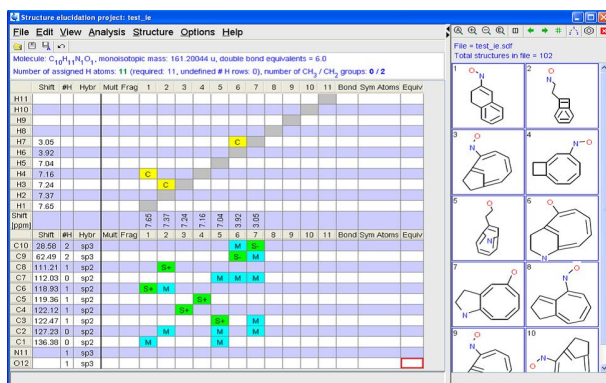 Structure elucidation project: test_ie
File Edit View Analysis Structure Options Help
Molecule: C10H11N1O1, monoisotopic mass: 161.20044 u, double bond equivalents = 6.0
Number of assigned H atoms: 11 (required: 11, undefined # H rows: 0), number of CH3 / CH2 groups: 0 / 2
Shift #H Hybr Mult Frag 1 2 3 4 5 6 7 8 9 10 11 Bond Sym Atoms Equiv
H11
H10
H9
H8
H7 3.05 C
H6 3.92
H5 7.04
H4 7.16 C
H3 7.24 C
H2 7.37
H1 7.65
Shift [ppm] 7.65 7.37 7.24 7.16 7.04 3.92 3.05
Shift #H Hybr Mult Frag 1 2 3 4 5 6 7 8 9 10 11 Bond Sym Atoms Equiv
C10 28.58 2 sp3 M S-
C9 62.49 2 sp3 S- M
C8 111.21 1 sp2 S+
C7 112.03 0 sp2 M M M
C6 118.93 1 sp2 S+ M
C5 119.36 1 sp2 S+
C4 122.12 1 sp2 S+
C3 122.47 1 sp2 S+ M
C2 127.23 0 sp2 M M M
C1 136.38 0 sp2 M M
N11 1 sp3
O12 1 sp3
File = test_ie.sdf
Total structures in file = 102
1 O N
2 O N
3 O N
4 N O
5 O N
6 O N
7 O N
8 N O
9 O N
10 O N